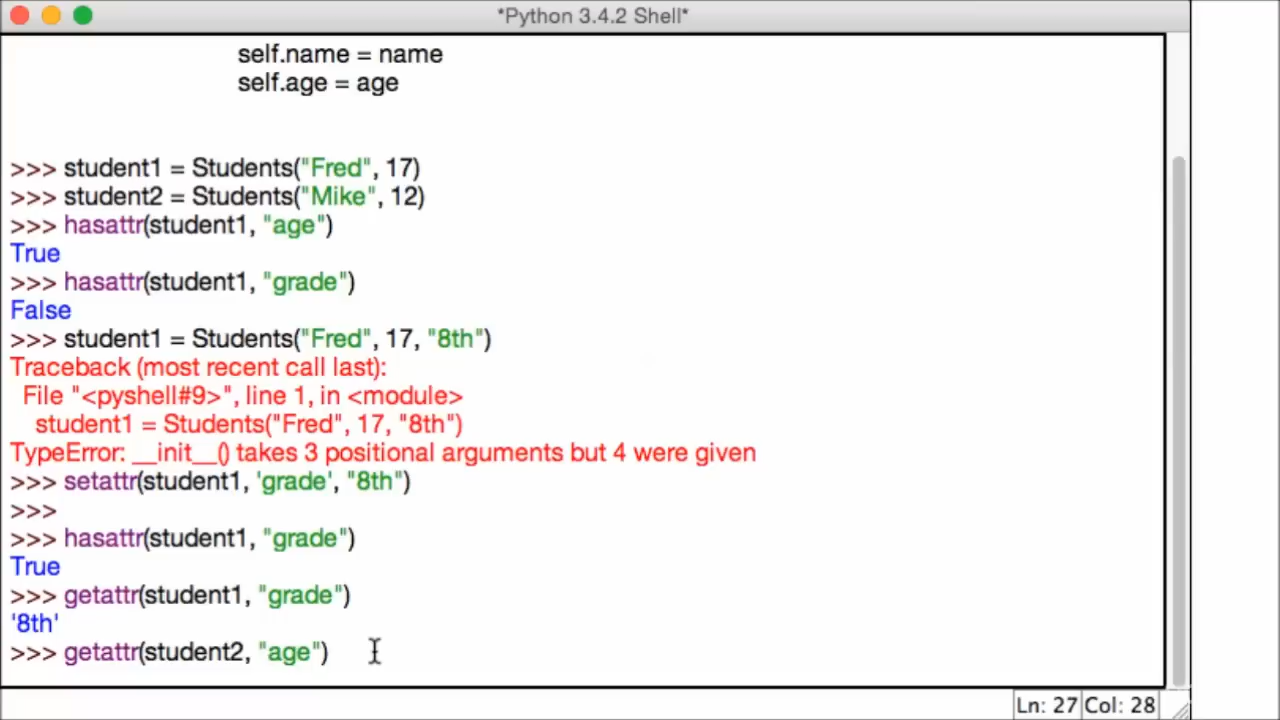 *Python 3.4.2 Shell*
self.name = name
self.age = age
>>> student1 = Students("Fred", 17)
>>> student2 = Students("Mike", 12)
>>> hasattr(student1, "age")
True
>>> hasattr(student1, "grade")
False
>>> student1 = Students("Fred", 17, "8th")
Traceback (most recent call last):
File "<pyshell#9>", line 1, in <module>
student1 = Students("Fred", 17, "8th")
TypeError: __init__() takes 3 positional arguments but 4 were given
>>> setattr(student1, 'grade', "8th")
>>>
>>> hasattr(student1, "grade")
True
>>> getattr(student1, "grade")
'8th'
>>> getattr(student2, "age")
Ln: 27 Col: 28